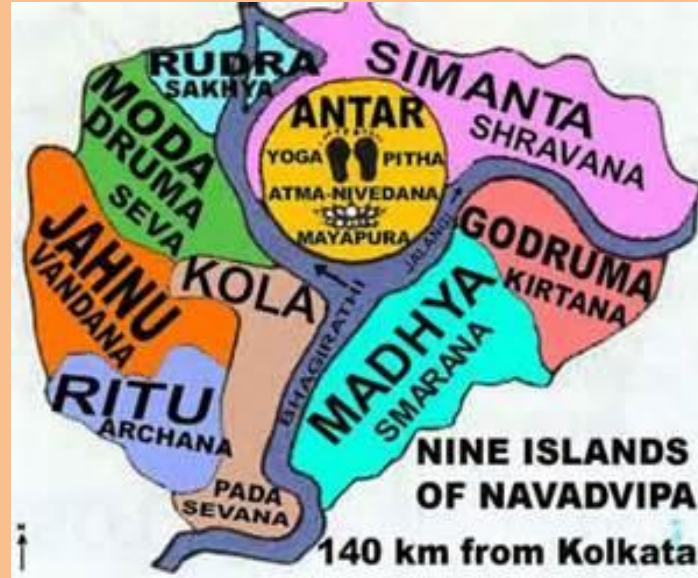 RUDRA
SAKHYA
SIMANTA
SHRAVANA
ANTAR
YOGA PITHA
ATMA-NIVEDANA
MAYAPURA
MODA
DRUMA
SEVA
JALANGI
GODRUMA
KIRTANA
JAHNU
VANDANA
KOLA
BHAGIRATHI
MADHYA
SMARANA
RITU
ARCHANA
PADA
SEVANA
NINE ISLANDS
OF NAVADVIPA
140 km from Kolkata